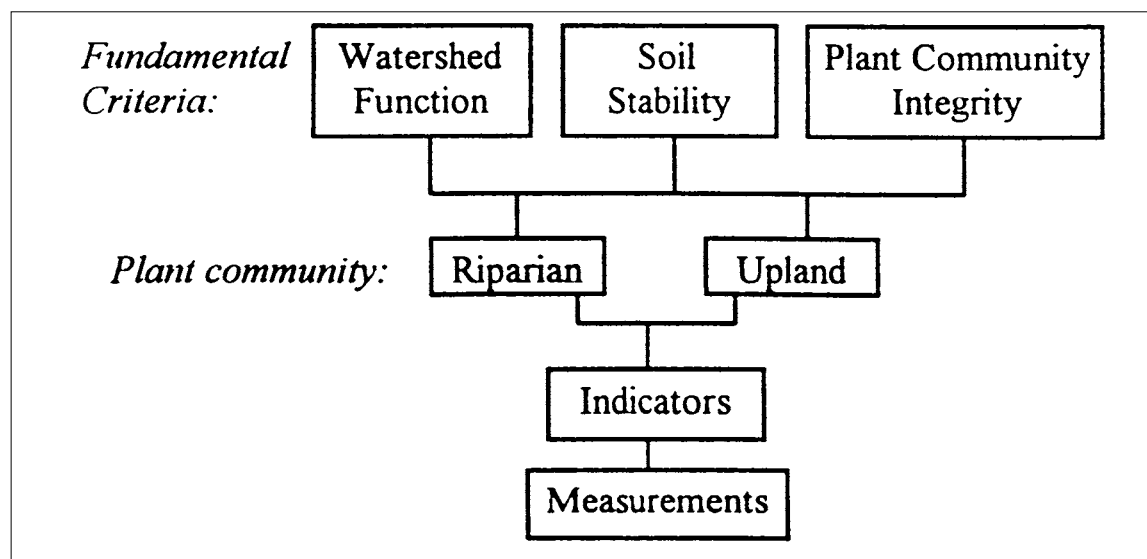 Fundamental
Criteria:
Watershed
Function
Soil
Stability
Plant Community
Integrity
Plant community:
Riparian
Upland
Indicators
Measurements